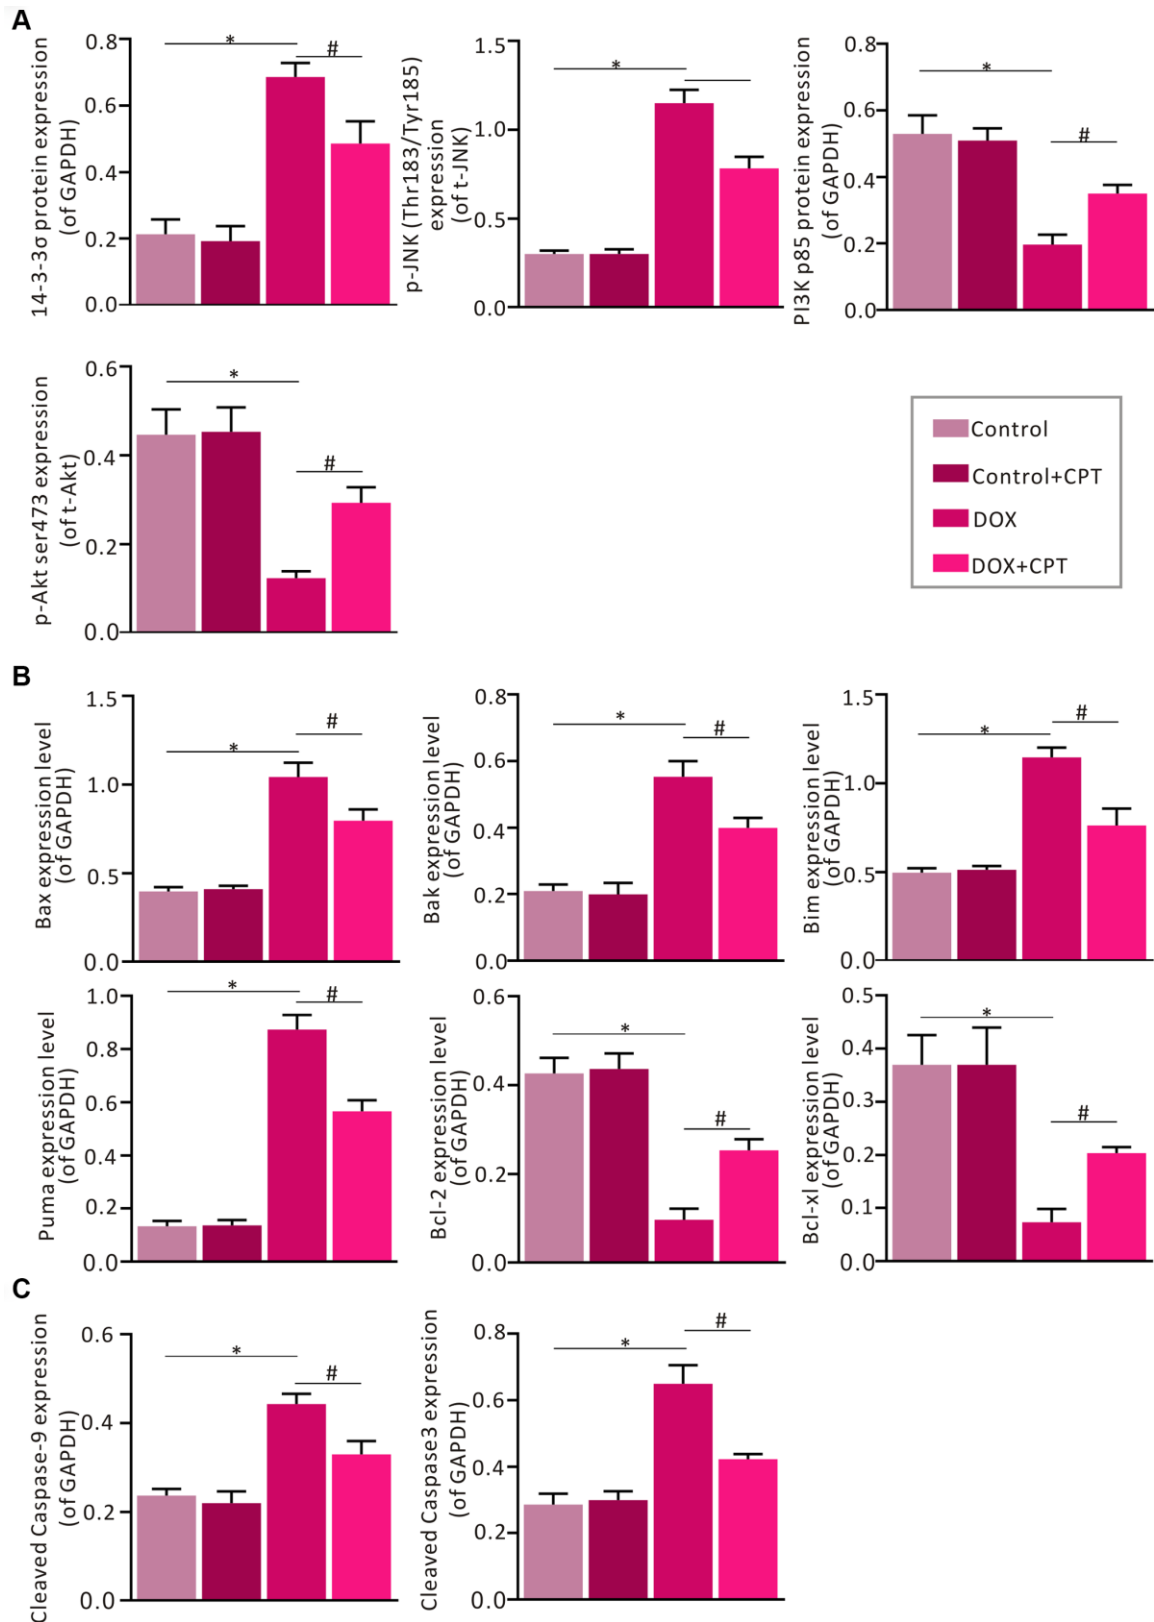 A
14-3-3σ protein expression
(of GAPDH)
0.8
0.6
0.4
0.2
0.0
*
#
p-JNK (Thr183/Tyr185)
expression
(of t-JNK)
1.5
1.0
0.5
0.0
*
PI3K p85 protein expression
(of GAPDH)
0.8
0.6
0.4
0.2
0.0
*
#
p-Akt ser473 expression
(of t-Akt)
0.6
0.4
0.2
0.0
*
#
Control
Control+CPT
DOX
DOX+CPT
B
Bax expression level
(of GAPDH)
1.5
1.0
0.5
0.0
*
#
Bak expression level
(of GAPDH)
0.8
0.6
0.4
0.2
0.0
*
#
Bim expression level
(of GAPDH)
1.5
1.0
0.5
0.0
*
#
Puma expression level
(of GAPDH)
1.0
0.8
0.6
0.4
0.2
0.0
*
#
Bcl-2 expression level
(of GAPDH)
0.6
0.4
0.2
0.0
*
#
Bcl-xl expression level
(of GAPDH)
0.5
0.4
0.3
0.2
0.1
0.0
*
#
C
Cleaved Caspase-9 expression
(of GAPDH)
0.6
0.4
0.2
0.0
*
#
Cleaved Caspase3 expression
(of GAPDH)
0.8
0.6
0.4
0.2
0.0
*
#